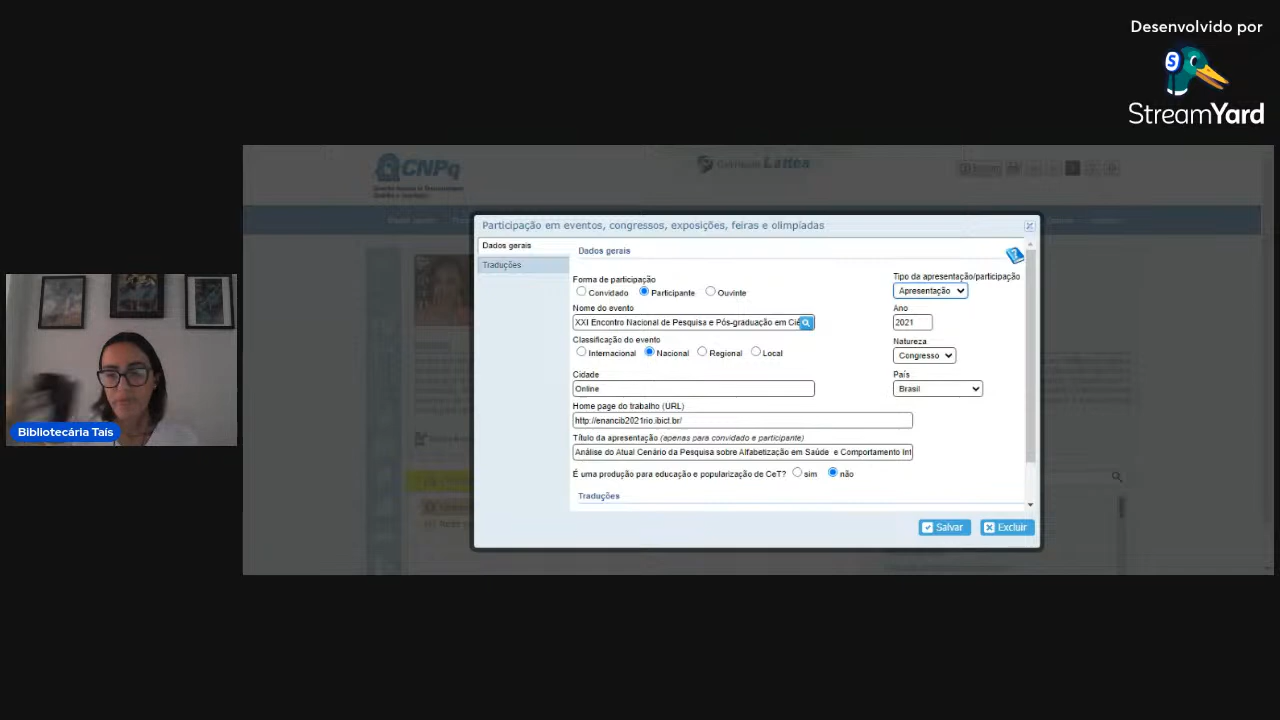 Desenvolvido por
S
StreamYard
CNPq
Lattes
Participação em eventos, congressos, exposições, feiras e olimpíadas
Dados gerais
Traduções
Dados gerais
Forma de participação
Convidado Participante Ouvinte
Tipo da apresentação/participação
Apresentação
Nome do evento
XXI Encontro Nacional de Pesquisa e Pós-graduação em Ciê
Ano
2021
Classificação do evento
Internacional Nacional Regional Local
Natureza
Congresso
Cidade
Online
País
Brasil
Home page do trabalho (URL)
http://enancib2021rio.ibict.br/
Título da apresentação (apenas para convidado e participante)
Análise do Atual Cenário da Pesquisa sobre Alfabetização em Saúde e Comportamento Inf
É uma produção para educação e popularização de CeT? sim não
Traduções
Salvar Excluir
Bibliotecária Taís